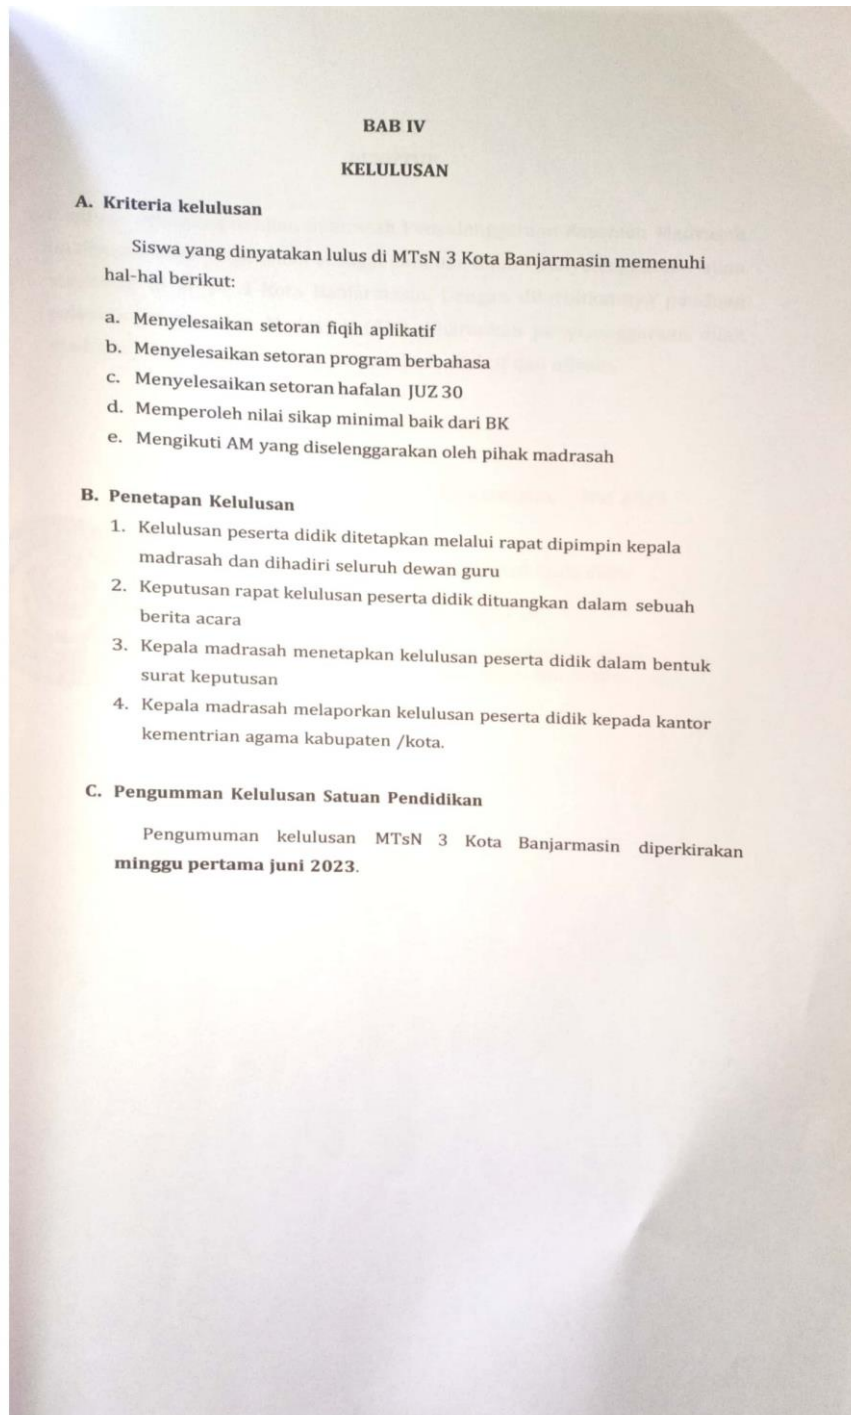 BAB IV
KELULUSAN
A. Kriteria kelulusan
Siswa yang dinyatakan lulus di MTsN 3 Kota Banjarmasin memenuhi
hal-hal berikut:
a. Menyelesaikan setoran fiqih aplikatif
b. Menyelesaikan setoran program berbahasa
c. Menyelesaikan setoran hafalan JUZ 30
d. Memperoleh nilai sikap minimal baik dari BK
e. Mengikuti AM yang diselenggarakan oleh pihak madrasah
B. Penetapan Kelulusan
1. Kelulusan peserta didik ditetapkan melalui rapat dipimpin kepala
madrasah dan dihadiri seluruh dewan guru
2. Keputusan rapat kelulusan peserta didik dituangkan dalam sebuah
berita acara
3. Kepala madrasah menetapkan kelulusan peserta didik dalam bentuk
surat keputusan
4. Kepala madrasah melaporkan kelulusan peserta didik kepada kantor
kementrian agama kabupaten /kota.
C. Pengumman Kelulusan Satuan Pendidikan
Pengumuman kelulusan MTsN 3 Kota Banjarmasin diperkirakan
minggu pertama juni 2023.